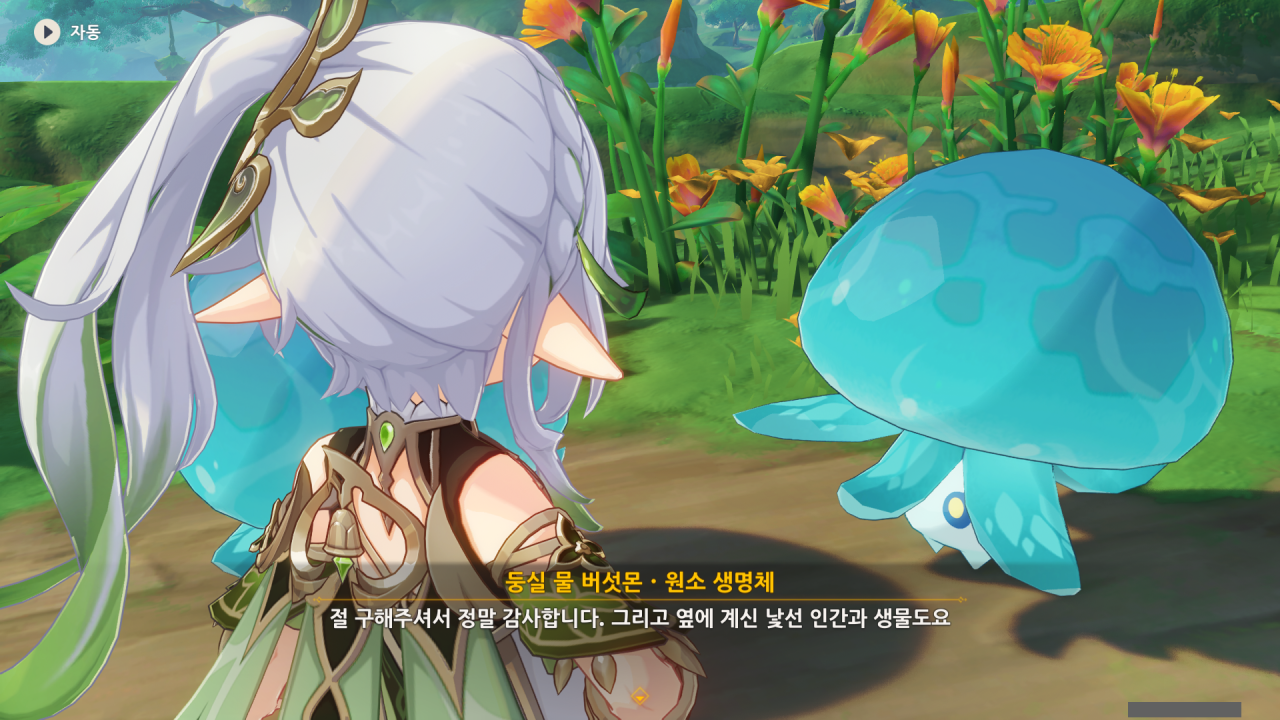 자동
둥실 물 버섯몬 · 원소 생명체
절 구해주셔서 정말 감사합니다. 그리고 옆에 계신 낯선 인간과 생물도요